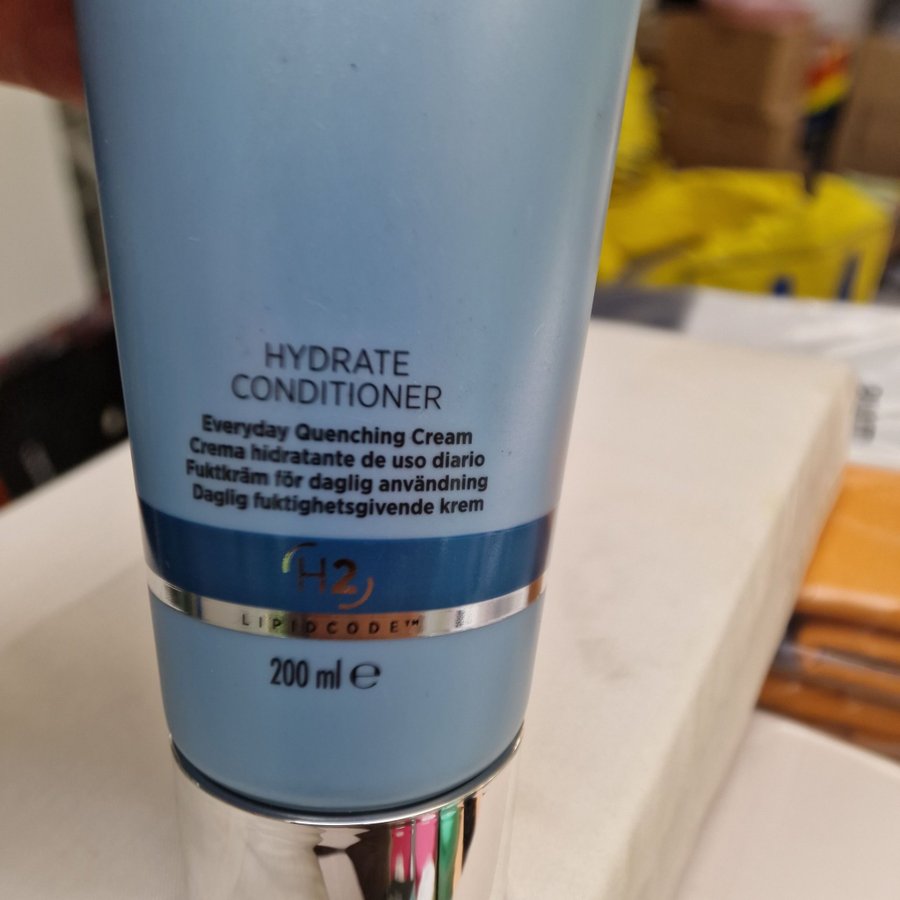 HYDRATE
CONDITIONER
Everyday Quenching Cream
Crema hidratante de uso diario
Fuktkräm för daglig användning
Daglig fuktighetsgivende krem
H2
LIPIDCODE™
200 ml ℮